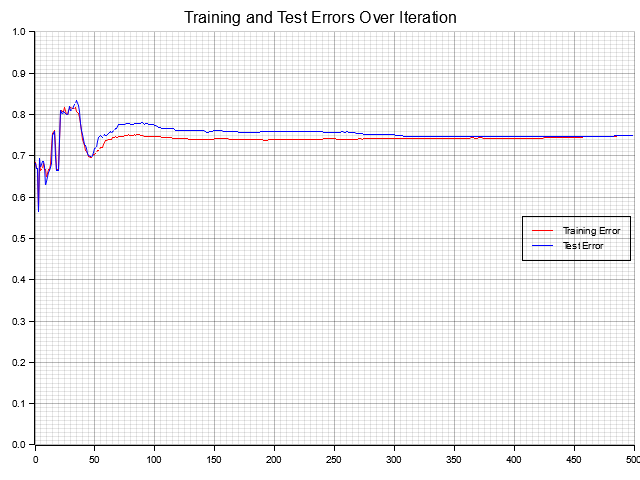 Training and Test Errors Over Iteration
1.0
0.9
0.8
0.7
0.6
0.5
0.4
0.3
0.2
0.1
0.0
Training Error
Test Error
0 50 100 150 200 250 300 350 400 450 500